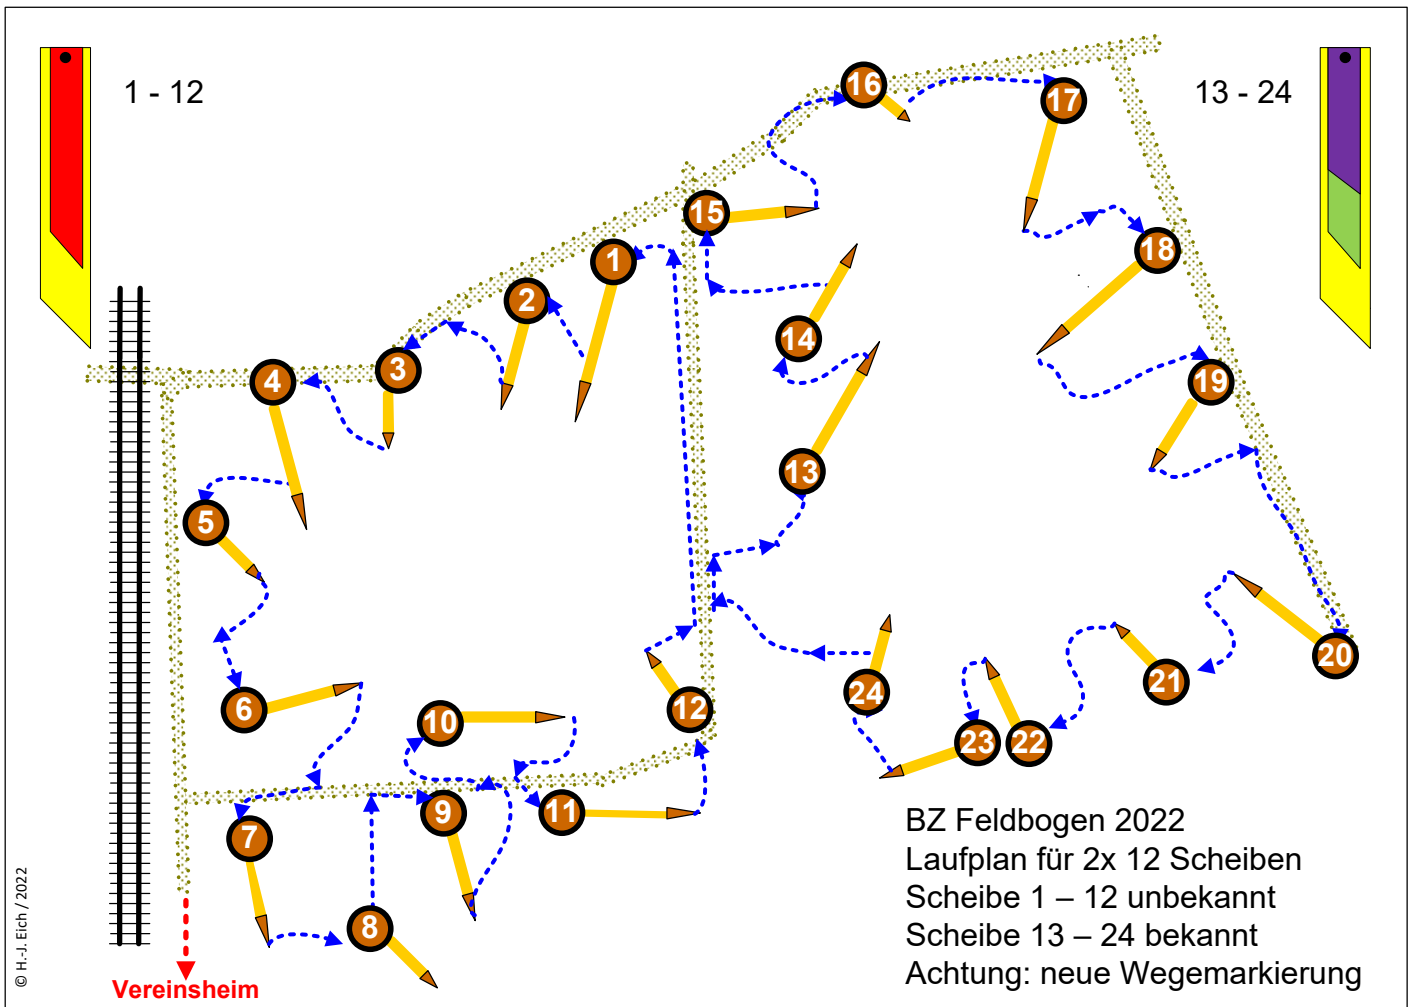 1 - 12
13 - 24
16
17
15
1
18
2
14
3
4
19
13
5
20
21
24
6
12
10
23
22
9
11
7
8
BZ Feldbogen 2022
Laufplan für 2x 12 Scheiben
Scheibe 1 – 12 unbekannt
Scheibe 13 – 24 bekannt
Achtung: neue Wegemarkierung
Vereinsheim
© H.-J. Eich / 2022